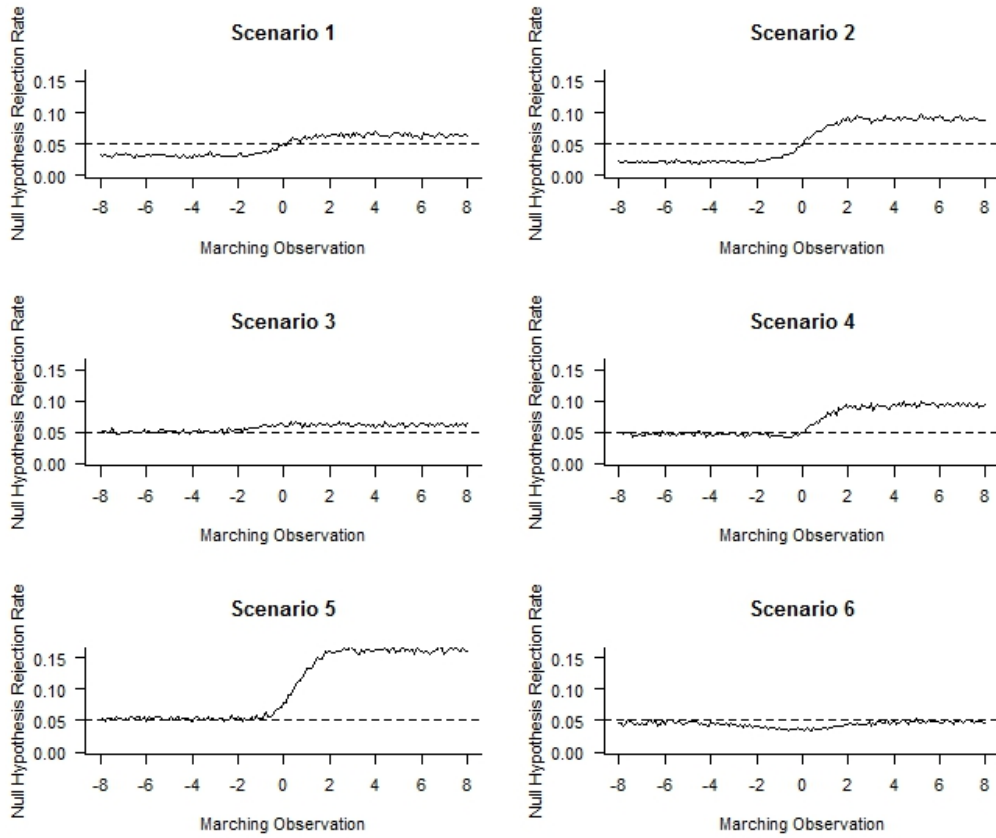 Scenario 1
Null Hypothesis Rejection Rate
0.15
0.10
0.05
0.00
-8 -6 -4 -2 0 2 4 6 8
Marching Observation
Scenario 2
Null Hypothesis Rejection Rate
0.15
0.10
0.05
0.00
-8 -6 -4 -2 0 2 4 6 8
Marching Observation
Scenario 3
Null Hypothesis Rejection Rate
0.15
0.10
0.05
0.00
-8 -6 -4 -2 0 2 4 6 8
Marching Observation
Scenario 4
Null Hypothesis Rejection Rate
0.15
0.10
0.05
0.00
-8 -6 -4 -2 0 2 4 6 8
Marching Observation
Scenario 5
Null Hypothesis Rejection Rate
0.15
0.10
0.05
0.00
-8 -6 -4 -2 0 2 4 6 8
Marching Observation
Scenario 6
Null Hypothesis Rejection Rate
0.15
0.10
0.05
0.00
-8 -6 -4 -2 0 2 4 6 8
Marching Observation